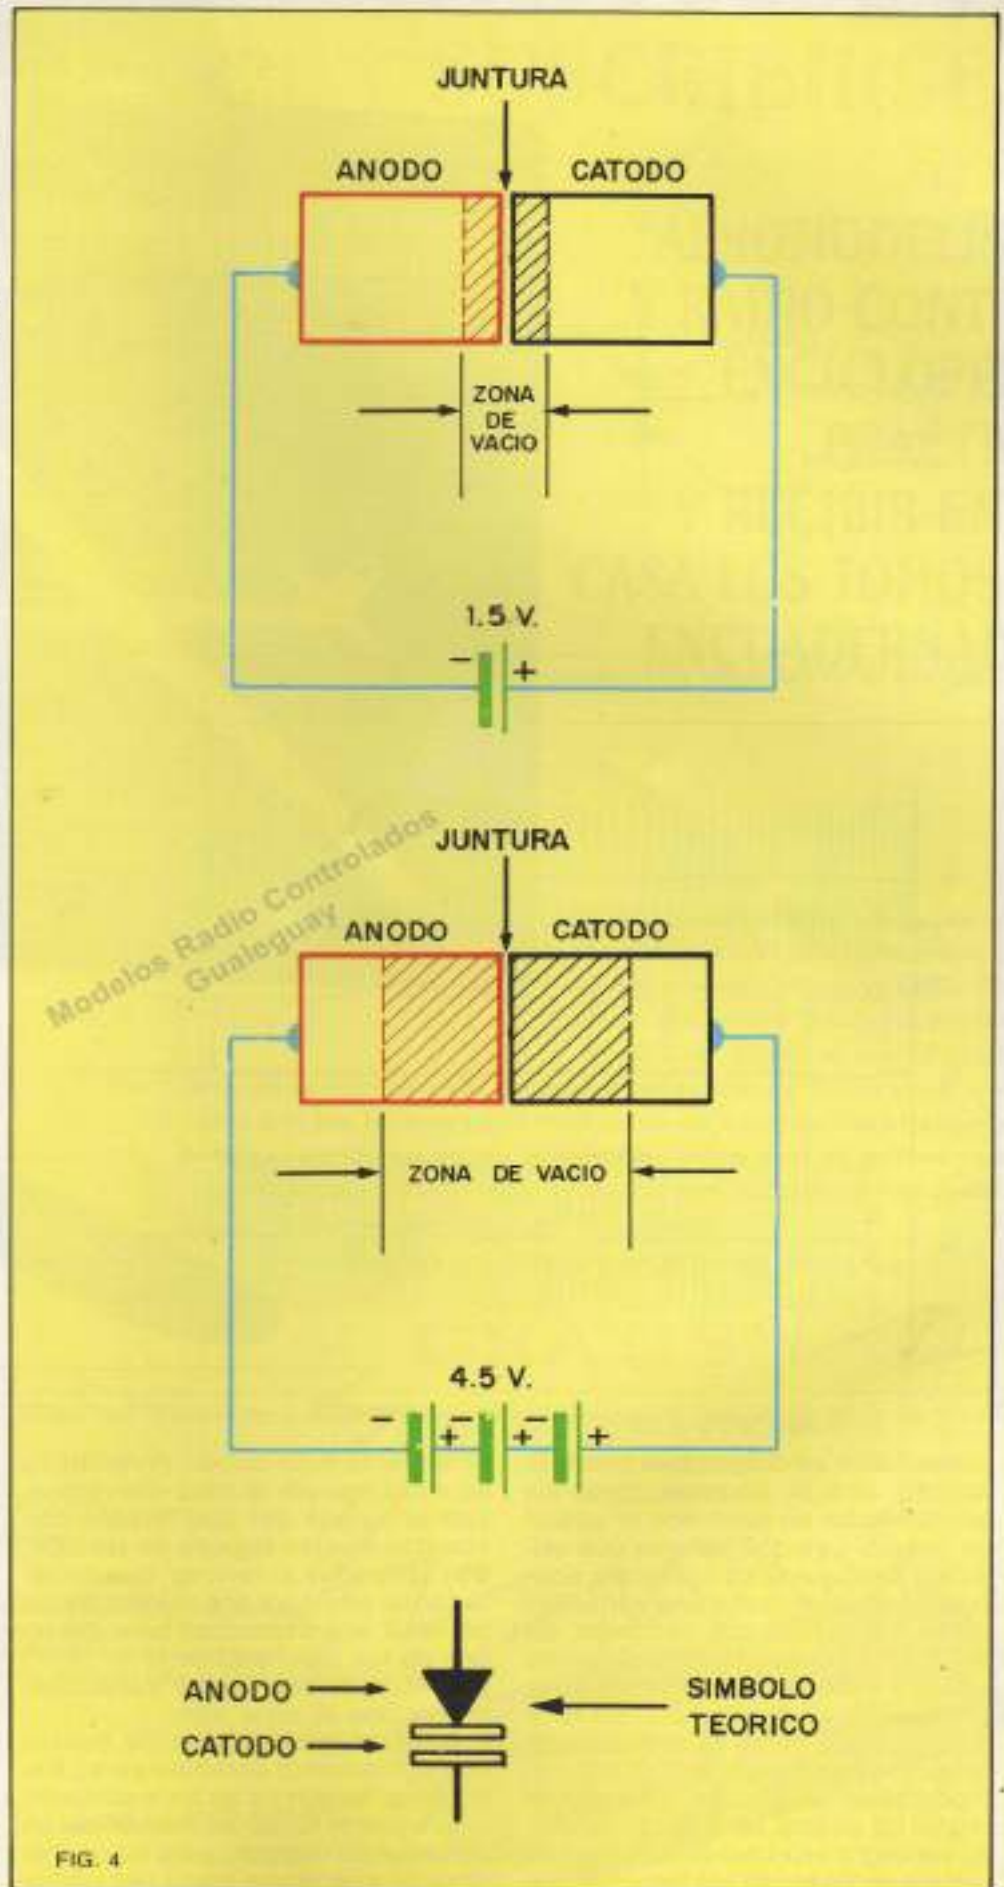 JUNTURA
ANODO CATODO
ZONA
DE
VACIO
1.5 V.
- +
Modelos Radio Controlados
Gualeguay
JUNTURA
ANODO CATODO
ZONA DE VACIO
4.5 V.
- + - + - +
ANODO
CATODO
SIMBOLO
TEORICO
FIG. 4